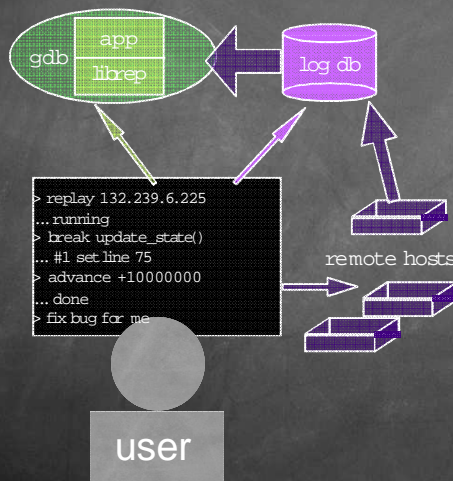 app
gdb
librep
log db
> replay 132.239.6.225
... running
> break update_state()
... #1 set line 75
> advance +10000000
... done
> fix bug for me
remote hosts
user